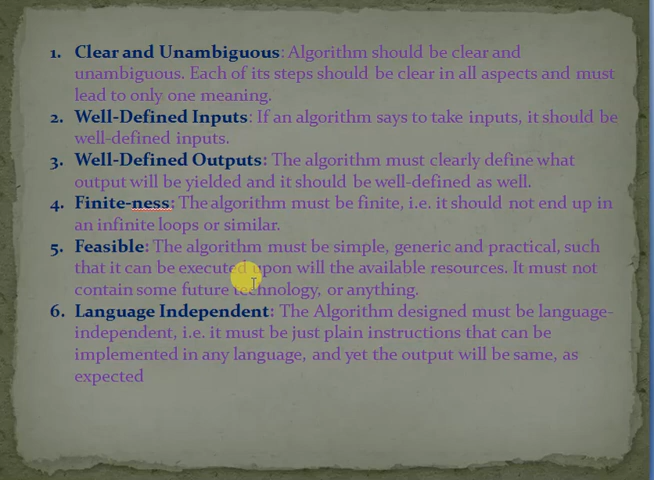 1. Clear and Unambiguous: Algorithm should be clear and
unambiguous. Each of its steps should be clear in all aspects and must
lead to only one meaning.
2. Well-Defined Inputs: If an algorithm says to take inputs, it should be
well-defined inputs.
3. Well-Defined Outputs: The algorithm must clearly define what
output will be yielded and it should be well-defined as well.
4. Finite-ness: The algorithm must be finite, i.e. it should not end up in
an infinite loops or similar.
5. Feasible: The algorithm must be simple, generic and practical, such
that it can be executed upon will the available resources. It must not
contain some future technology, or anything.
6. Language Independent: The Algorithm designed must be language-
independent, i.e. it must be just plain instructions that can be
implemented in any language, and yet the output will be same, as
expected